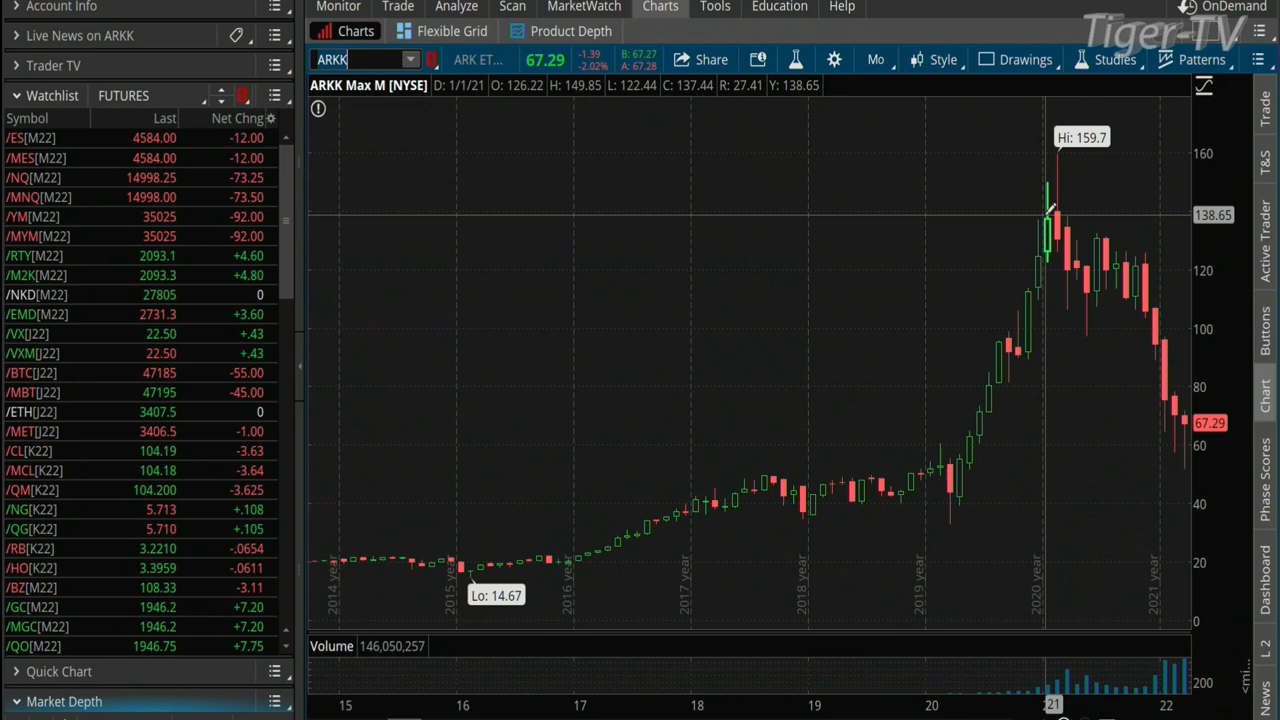 Account Info
Monitor Trade Analyze Scan MarketWatch Charts Tools Education Help
OnDemand
Tiger-TV
Live News on ARKK
Charts Flexible Grid Product Depth
Trader TV
ARKK ARK ET... 67.29 -1.39 -2.02% B: 67.27 A: 67.28 Share Mo Style Drawings Studies Patterns
Watchlist FUTURES
ARKK Max M [NYSE] D: 1/1/21 O: 126.22 H: 149.85 L: 122.44 C: 137.44 R: 27.41 Y: 138.65
Symbol Last Net Chng
/ES[M22] 4584.00 -12.00
/MES[M22] 4584.00 -12.00
/NQ[M22] 14998.25 -73.25
/MNQ[M22] 14998.00 -73.50
/YM[M22] 35025 -92.00
/MYM[M22] 35025 -92.00
/RTY[M22] 2093.1 +4.60
/M2K[M22] 2093.3 +4.80
/NKD[M22] 27805 0
/EMD[M22] 2731.3 +3.60
/VX[J22] 22.50 +.43
/VXM[J22] 22.50 +.43
/BTC[J22] 47185 -55.00
/MBT[J22] 47195 -45.00
/ETH[J22] 3407.5 0
/MET[J22] 3406.5 -1.00
/CL[K22] 104.19 -3.63
/MCL[K22] 104.18 -3.64
/QM[K22] 104.200 -3.625
/NG[K22] 5.713 +.108
/QG[K22] 5.710 +.105
/RB[K22] 3.2210 -.0654
/HO[K22] 3.3959 -.0611
/BZ[K22] 108.33 -3.11
/GC[M22] 1946.2 +7.20
/MGC[M22] 1946.2 +7.20
/QO[M22] 1946.75 +7.75
Quick Chart
Market Depth
Hi: 159.7
Lo: 14.67
160
138.65
120
100
80
67.29
60
40
20
0
2014 year 2015 year 2016 year 2017 year 2018 year 2019 year 2020 year 2021 year
Volume 146,050,257
200
15 16 17 18 19 20 21 22
Trade
T&S
Active Trader
Buttons
Chart
Phase Scores
Dashboard
L2
News